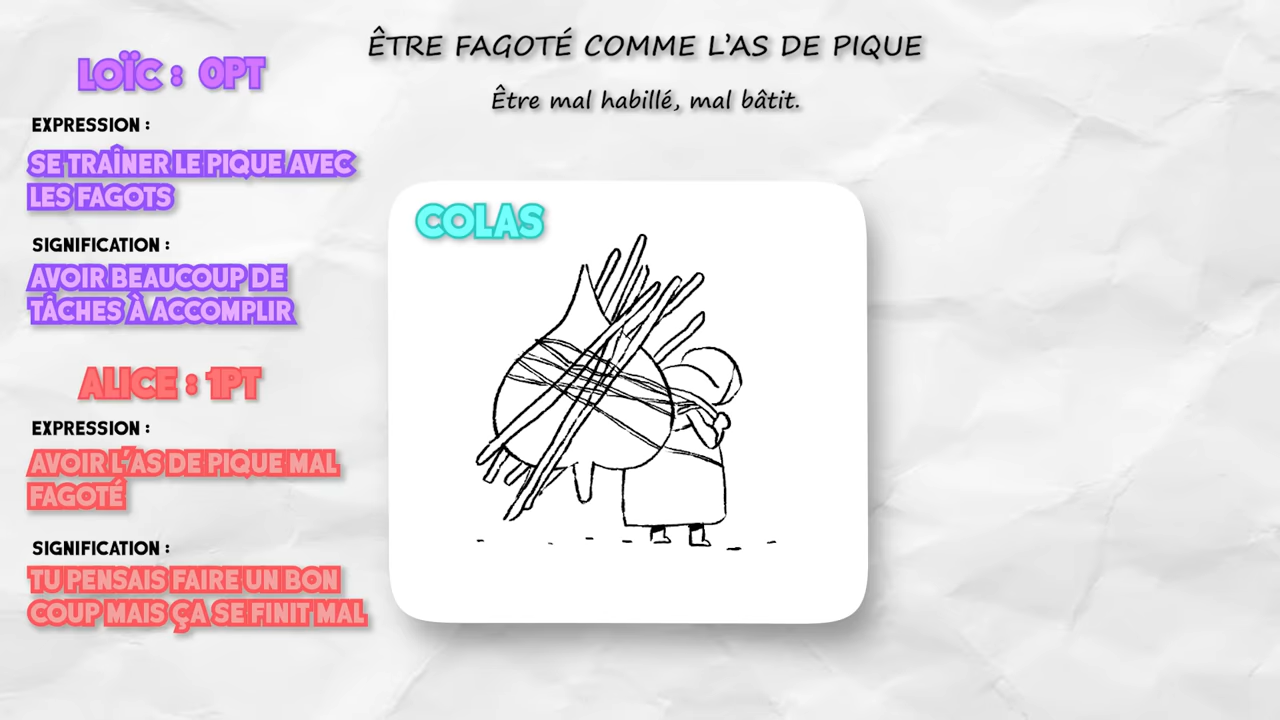 ÊTRE FAGOTÉ COMME L'AS DE PIQUE
Être mal habillé, mal bâtit.
LOÏC : 0PT
EXPRESSION :
SE TRAÎNER LE PIQUE AVEC
LES FAGOTS
SIGNIFICATION :
AVOIR BEAUCOUP DE
TÂCHES À ACCOMPLIR
ALICE : 1PT
EXPRESSION :
AVOIR L'AS DE PIQUE MAL
FAGOTÉ
SIGNIFICATION :
TU PENSAIS FAIRE UN BON
COUP MAIS ÇA SE FINIT MAL
COLAS